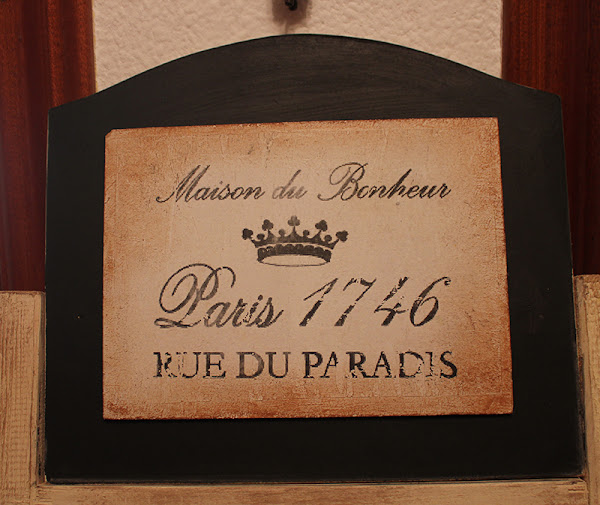 Maison du Bonheur
Paris 1746
RUE DU PARADIS